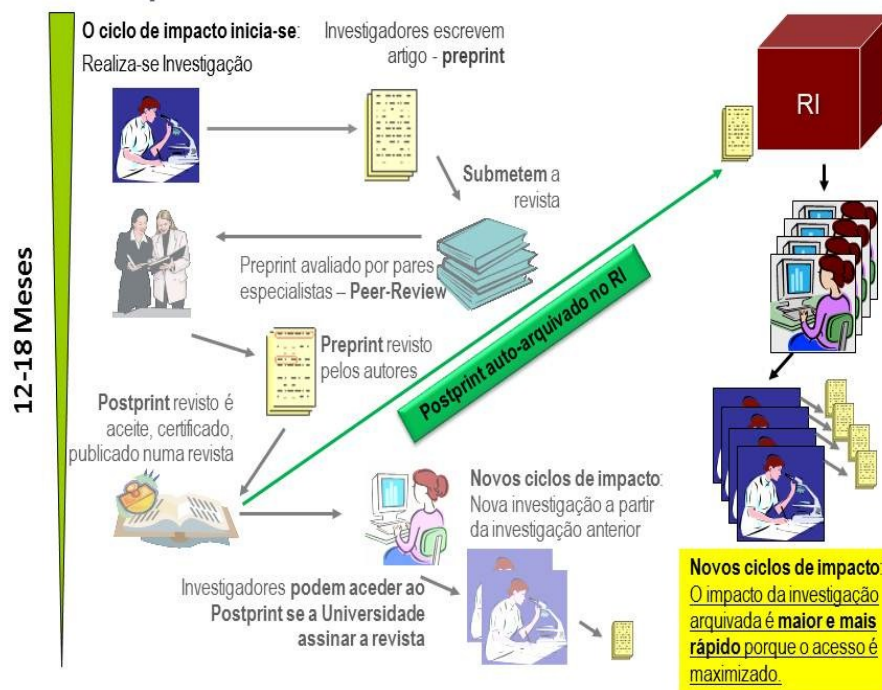 O ciclo de impacto inicia-se:
Realiza-se Investigação
Investigadores escrevem
artigo - preprint
RI
Submetem a
revista
Preprint avaliado por pares
especialistas – Peer-Review
Postprint auto-arquivado no RI
12-18 Meses
Preprint revisto
pelos autores
Postprint revisto é
aceite, certificado,
publicado numa revista
Novos ciclos de impacto:
Nova investigação a partir
da investigação anterior
Investigadores podem aceder ao
Postprint se a Universidade
assinar a revista
Novos ciclos de impacto:
O impacto da investigação
arquivada é maior e mais
rápido porque o acesso é
maximizado.